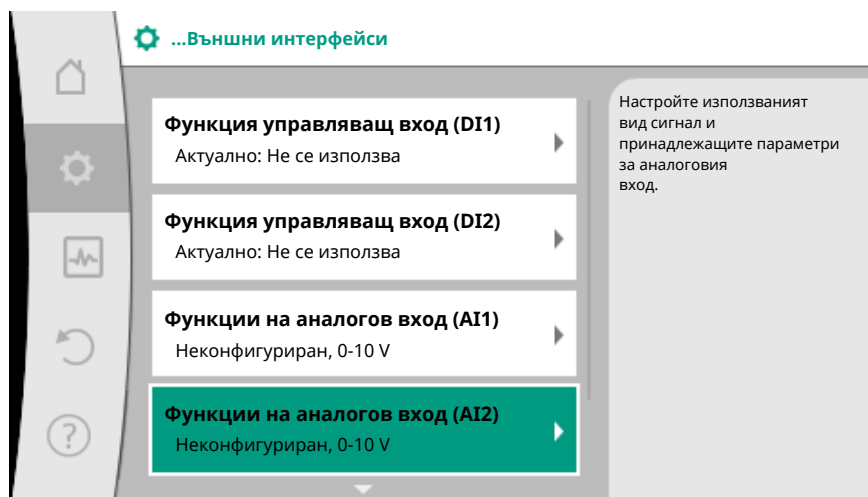 ...Външни интерфейси
Функция управляващ вход (DI1)
Актуално: Не се използва
Функция управляващ вход (DI2)
Актуално: Не се използва
Функции на аналогов вход (AI1)
Неконфигуриран, 0-10 V
Функции на аналогов вход (AI2)
Неконфигуриран, 0-10 V
Настройте използваният
вид сигнал и
принадлежащите параметри
за аналоговия
вход.
?